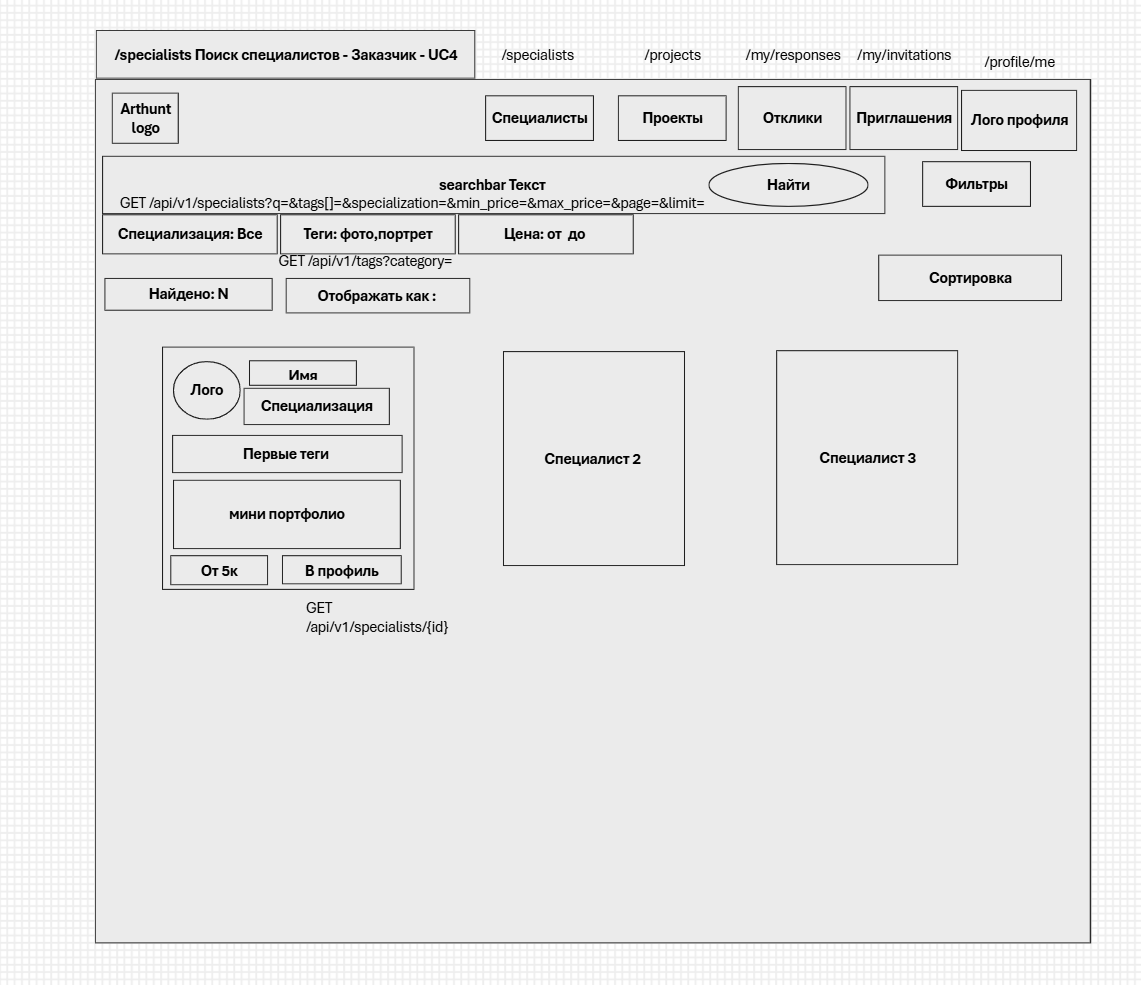 /specialists Поиск специалистов - Заказчик - UC4
/specialists
/projects
/my/responses
/my/invitations
/profile/me
Arthunt
logo
Специалисты
Проекты
Отклики
Приглашения
Лого профиля
searchbar Текст
Найти
Фильтры
GET /api/v1/specialists?q=&tags[]=&specialization=&min_price=&max_price=&page=&limit=
Специализация: Все
Теги: фото,портрет
Цена: от  до
GET /api/v1/tags?category=
Сортировка
Найдено: N
Отображать как :
Лого
Имя
Специализация
Первые теги
мини портфолио
От 5к
В профиль
Специалист 2
Специалист 3
GET
/api/v1/specialists/{id}